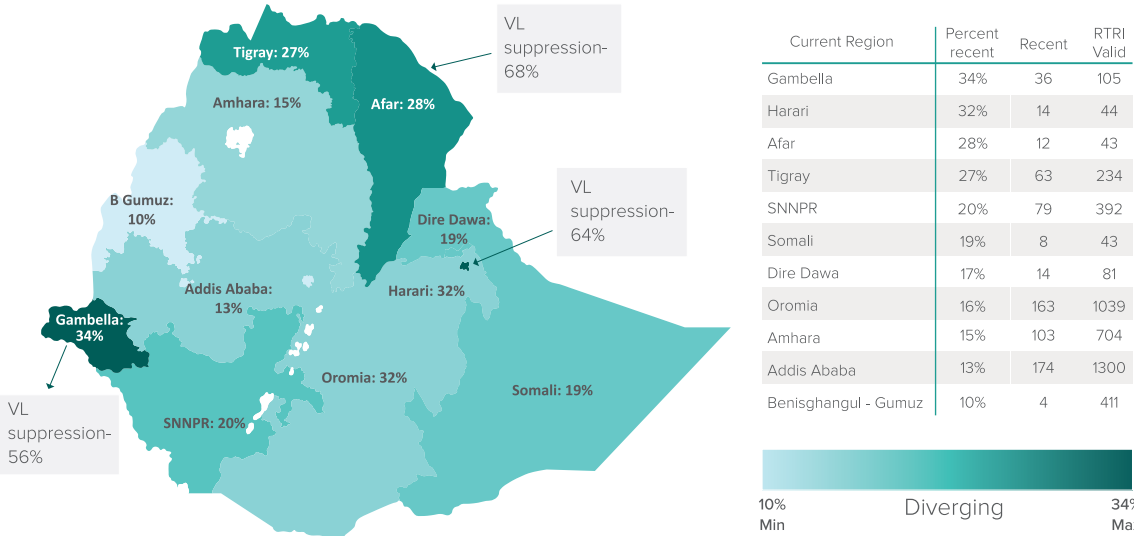 VL
suppression-
68%
Tigray: 27%
Amhara: 15%
Afar: 28%
VL
suppression-
64%
B Gumuz:
10%
Dire Dawa:
19%
Addis Ababa:
13%
Harari: 32%
Gambella:
34%
Oromia: 32%
Somali: 19%
SNNPR: 20%
VL
suppression-
56%
Current Region Percent recent Recent RTRI Valid
Gambella 34% 36 105
Harari 32% 14 44
Afar 28% 12 43
Tigray 27% 63 234
SNNPR 20% 79 392
Somali 19% 8 43
Dire Dawa 17% 14 81
Oromia 16% 163 1039
Amhara 15% 103 704
Addis Ababa 13% 174 1300
Benisghangul - Gumuz 10% 4 411
10% Diverging 34%
Min Ma